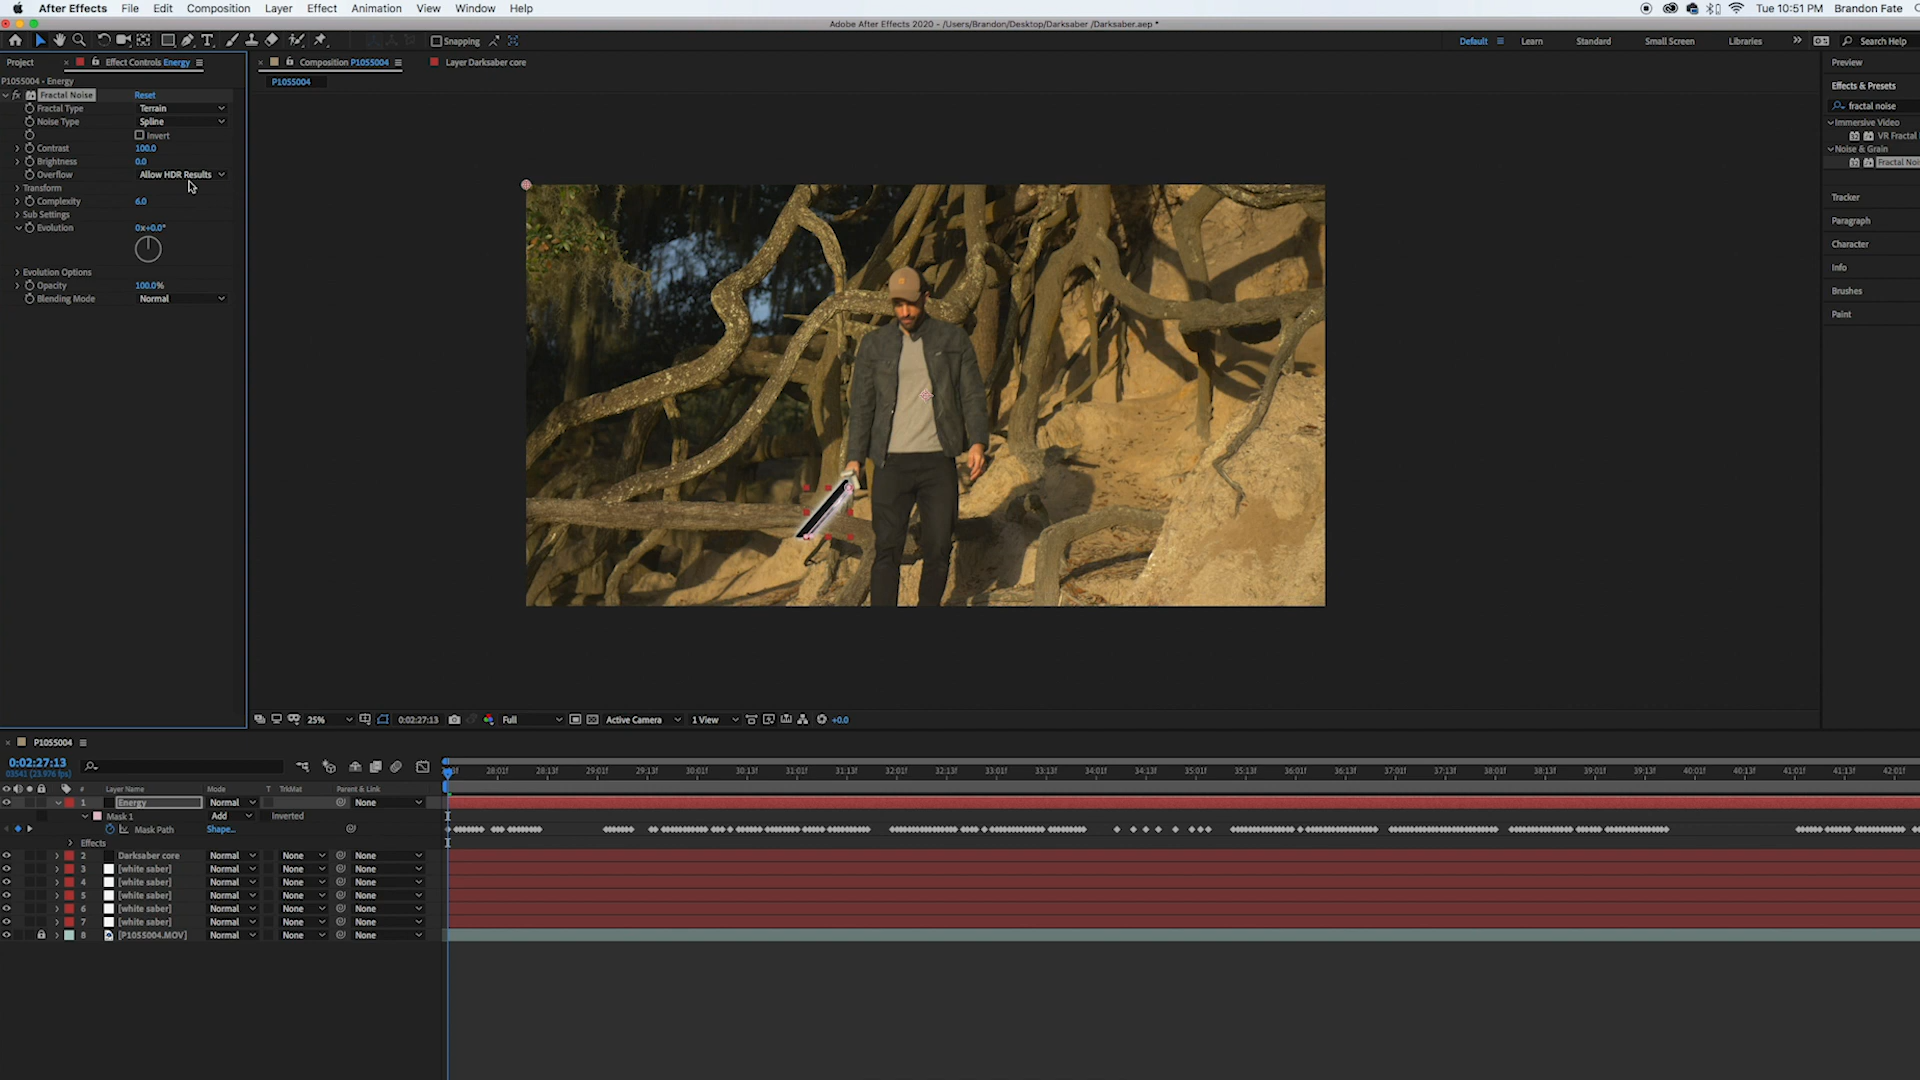 After Effects File Edit Composition Layer Effect Animation View Window Help Tue 10:51 PM Brandon Fate
Adobe After Effects 2020 - /Users/Brandon/Desktop/Darksaber /Darksaber.aep *
Snapping Default Learn Standard Small Screen Libraries Search Help
Project Effect Controls Energy Composition P1055004 Layer Darksaber core Preview
P1055004 • Energy P1055004
Fractal Noise Reset
Fractal Type Terrain
Noise Type Spline
Invert
Contrast 100.0
Brightness 0.0
Overflow Allow HDR Results
Transform
Complexity 6.0
Sub Settings
Evolution 0x+0.0°
Evolution Options
Opacity 100.0%
Blending Mode Normal
Effects & Presets
fractal noise
Immersive Video
VR Fractal
Noise & Grain
Fractal Noi
Tracker
Paragraph
Character
Info
Brushes
Paint
25% 0:02:27:13 Full Active Camera 1 View +0.0
P1055004
0:02:27:13
03541 (23.976 fps)
28:01f 28:13f 29:01f 29:13f 30:01f 30:13f 31:01f 31:13f 32:01f 32:13f 33:01f 33:13f 34:01f 34:13f 35:01f 35:13f 36:01f 36:13f 37:01f 37:13f 38:01f 38:13f 39:01f 39:13f 40:01f 40:13f 41:01f 41:13f 42:01f
# Layer Name Mode T TrkMat Parent & Link
1 Energy Normal None
Mask 1 Add Inverted
Mask Path Shape...
Effects
2 Darksaber core Normal None None
3 [white saber] Normal None None
4 [white saber] Normal None None
5 [white saber] Normal None None
6 [white saber] Normal None None
7 [white saber] Normal None None
8 [P1055004.MOV] Normal None None